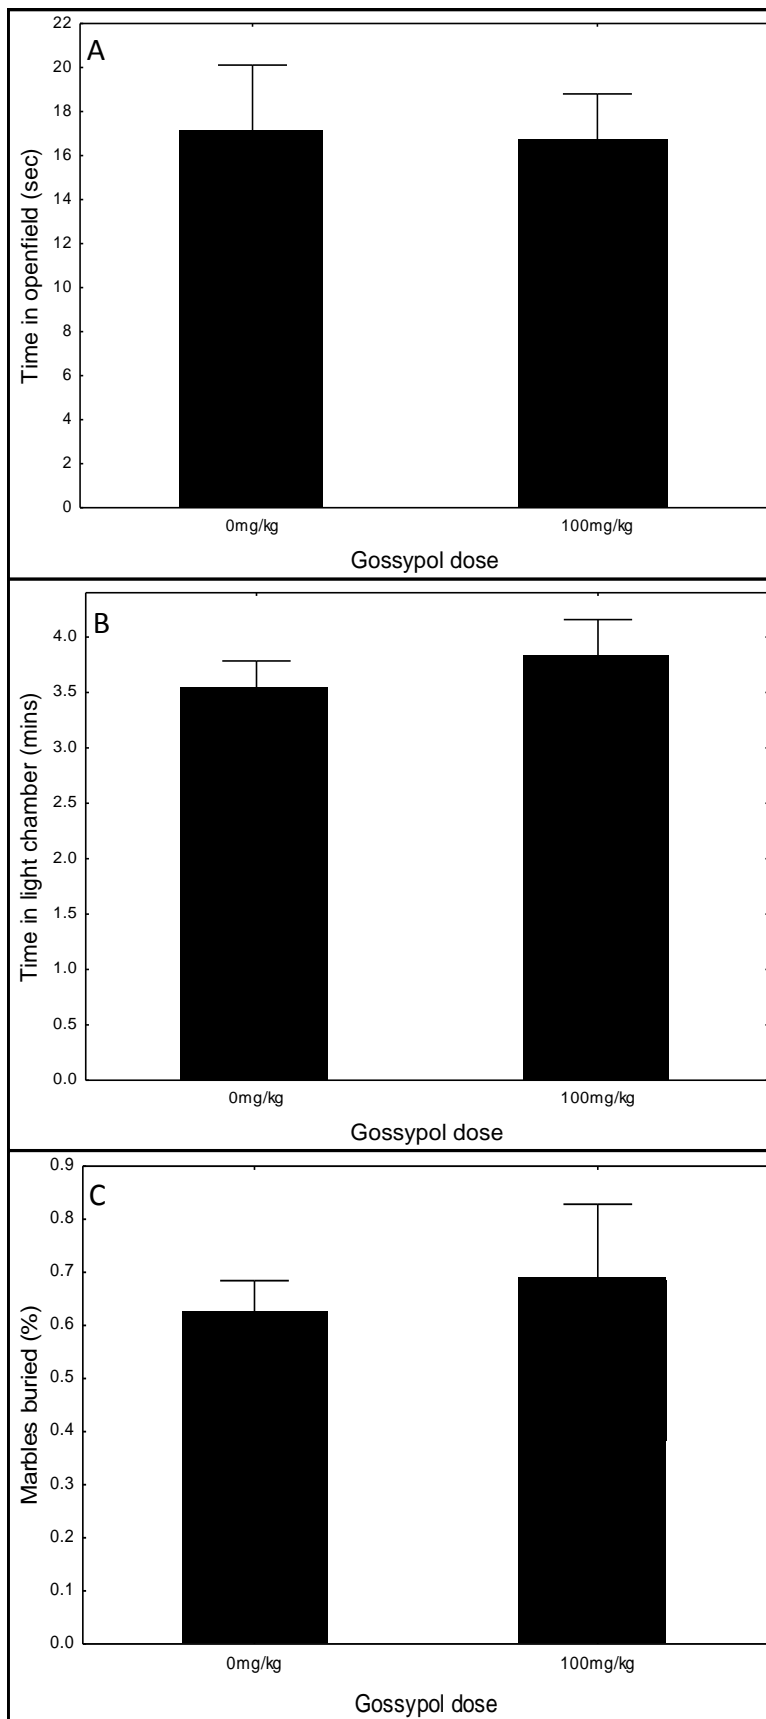 A
Time in openfield (sec)
22
20
18
16
14
12
10
8
6
4
2
0
0mg/kg
100mg/kg
Gossypol dose
B
Time in light chamber (mins)
4.0
3.5
3.0
2.5
2.0
1.5
1.0
0.5
0.0
0mg/kg
100mg/kg
Gossypol dose
C
Marbles buried (%)
0.9
0.8
0.7
0.6
0.5
0.4
0.3
0.2
0.1
0.0
0mg/kg
100mg/kg
Gossypol dose